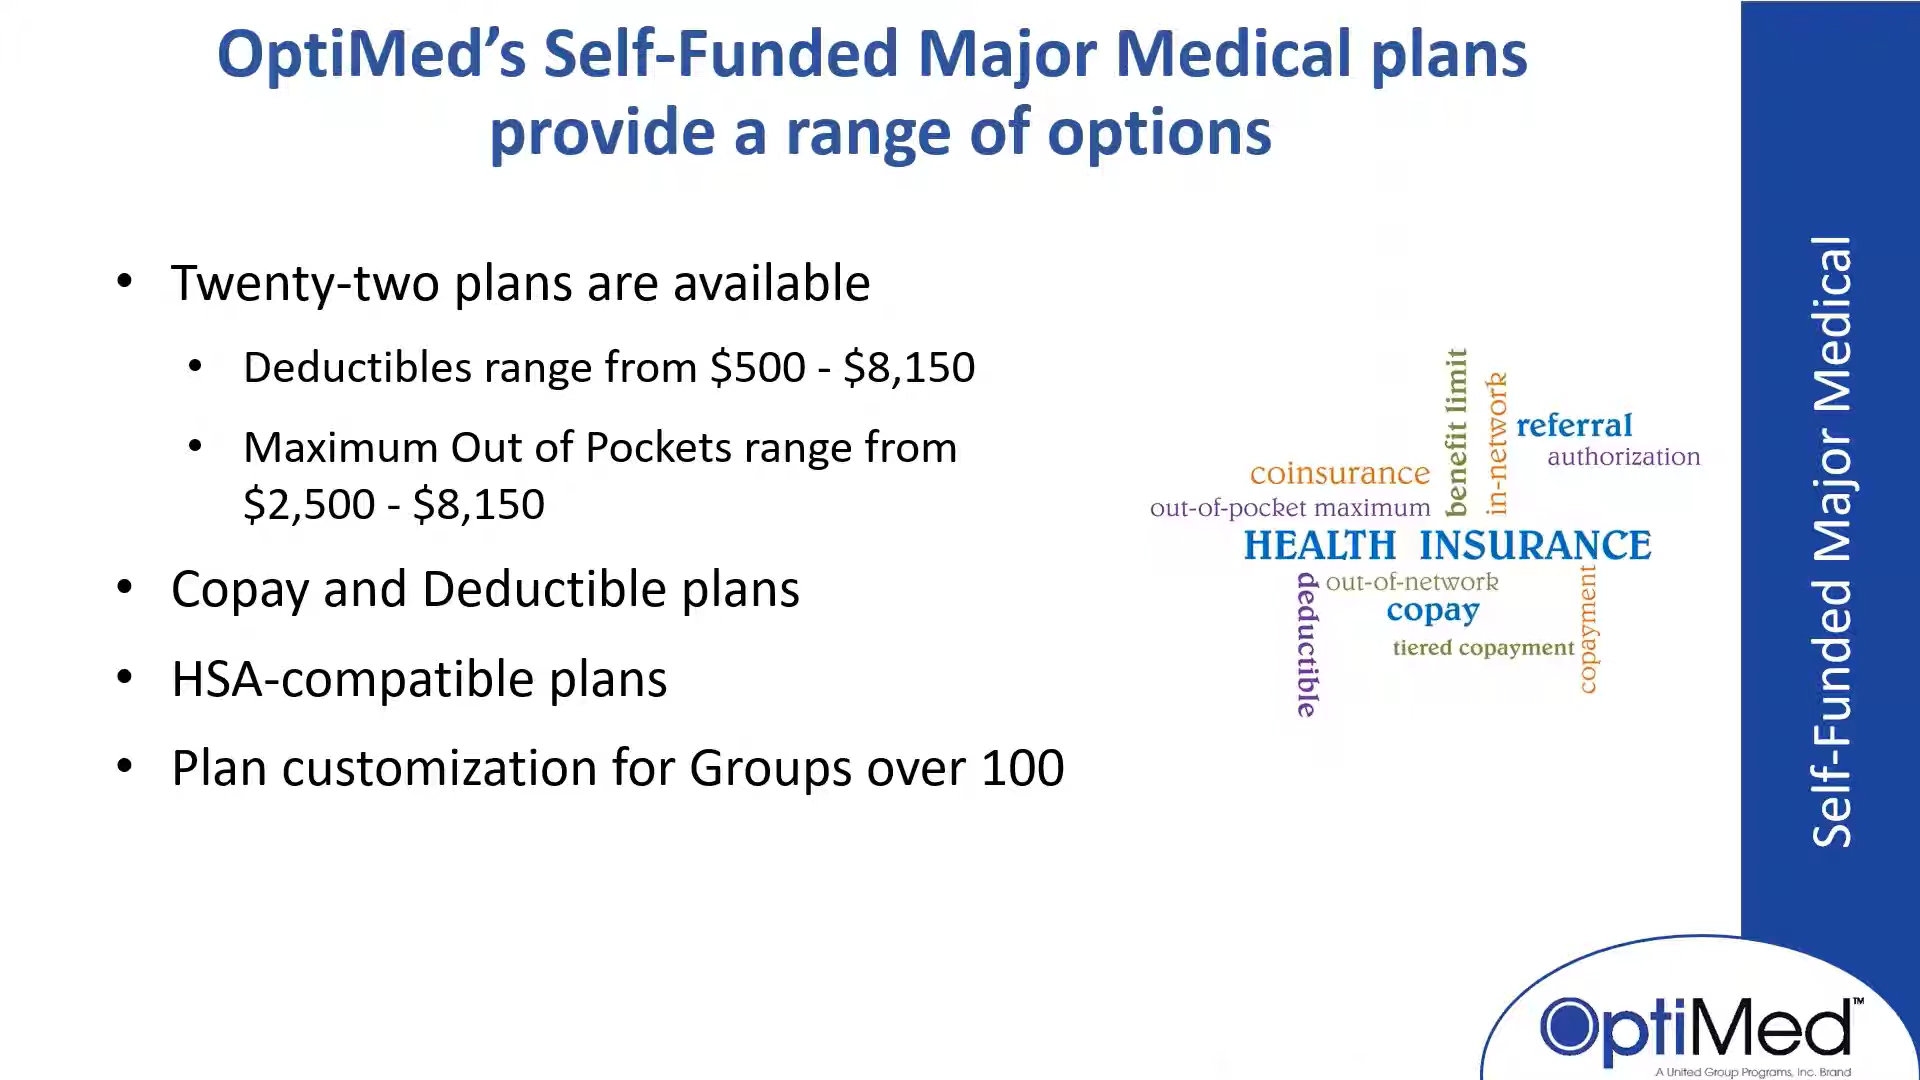 OptiMed’s Self-Funded Major Medical plans
provide a range of options
• Twenty-two plans are available
• Deductibles range from $500 - $8,150
• Maximum Out of Pockets range from
$2,500 - $8,150
• Copay and Deductible plans
• HSA-compatible plans
• Plan customization for Groups over 100
benefit limit
in-network
referral
authorization
coinsurance
out-of-pocket maximum
HEALTH INSURANCE
deductible
out-of-network
copay
tiered copayment
copayment
Self-Funded Major Medical
OptiMed™
A United Group Programs, Inc. Brand